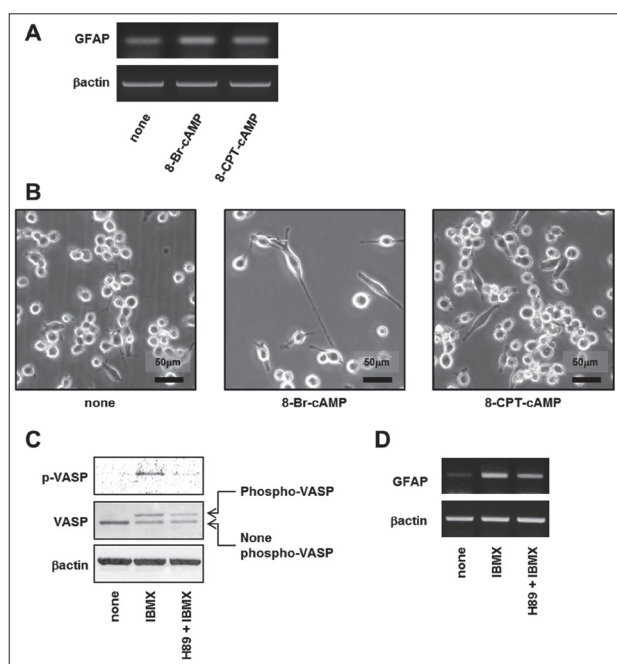 A
GFAP
βactin
none
8-Br-cAMP
8-CPT-cAMP
B
50μm
50μm
50μm
none
8-Br-cAMP
8-CPT-cAMP
C
p-VASP
VASP
βactin
Phospho-VASP
None
phospho-VASP
none
IBMX
H89 + IBMX
D
GFAP
βactin
none
IBMX
H89 + IBMX